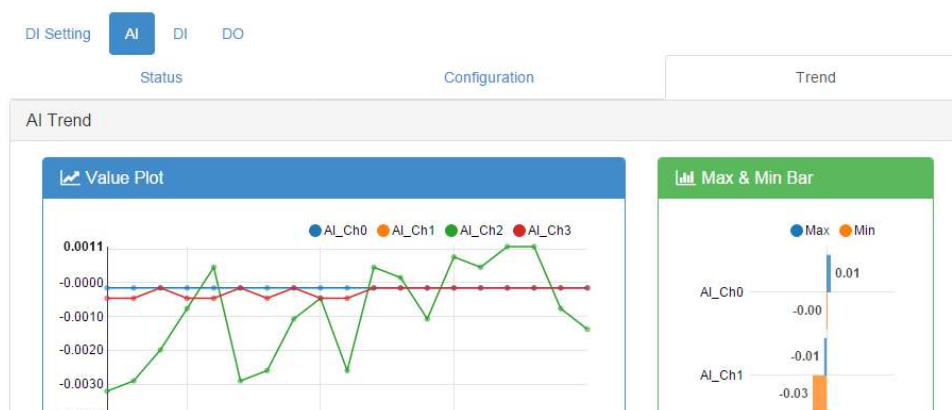 DI Setting AI DI DO
Status Configuration Trend
AI Trend
Value Plot
AI_Ch0 AI_Ch1 AI_Ch2 AI_Ch3
0.0011
-0.0000
-0.0010
-0.0020
-0.0030
Max & Min Bar
Max Min
AI_Ch0
0.01
-0.00
AI_Ch1
-0.01
-0.03